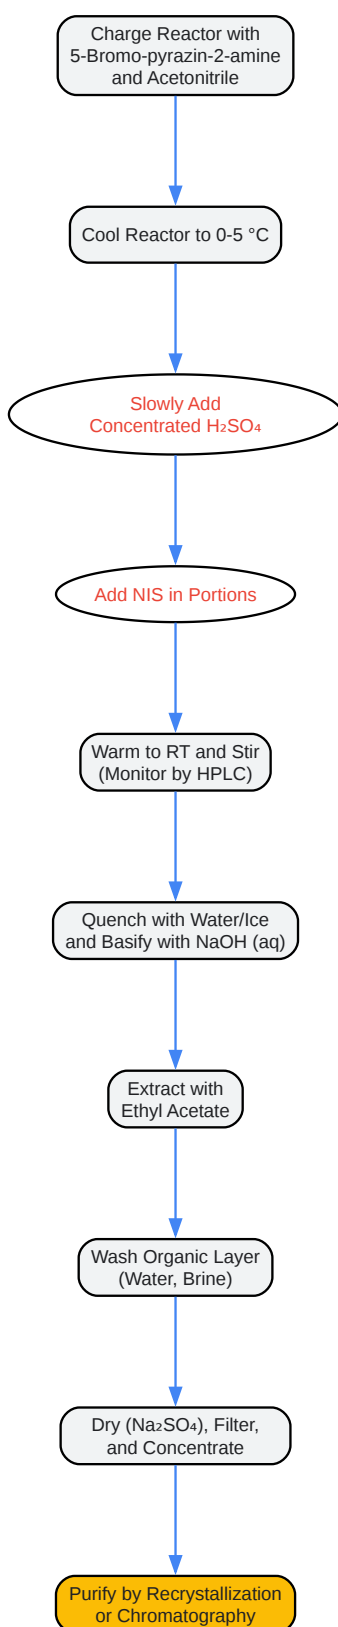 Charge Reactor with
5-Bromo-pyrazin-2-amine
and Acetonitrile
Cool Reactor to 0-5 °C
Slowly Add
Concentrated H₂SO₄
Add NIS in Portions
Warm to RT and Stir
(Monitor by HPLC)
Quench with Water/Ice
and Basify with NaOH (aq)
Extract with
Ethyl Acetate
Wash Organic Layer
(Water, Brine)
Dry (Na₂SO₄), Filter,
and Concentrate
Purify by Recrystallization
or Chromatography